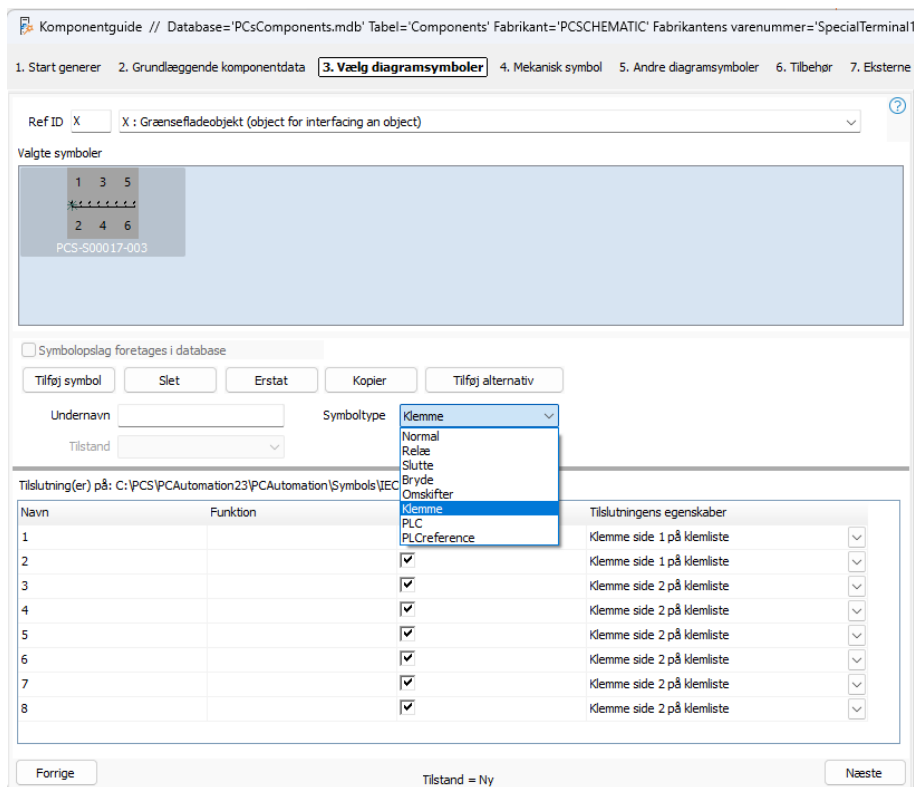 Komponentguide // Database='PCsComponents.mdb' Tabel='Components' Fabrikant='PCSCHEMATIC' Fabrikantens varenummer='SpecialTerminal1
1. Start generer 2. Grundlæggende komponentdata 3. Vælg diagramsymboler 4. Mekanisk symbol 5. Andre diagramsymboler 6. Tilbehør 7. Eksterne
?
Ref ID X X : Grænsefladeobjekt (object for interfacing an object)
Valgte symboler
1 3 5
2 4 6
PCS-S00017-003
Symbolopslag foretages i database
Tilføj symbol Slet Erstat Kopier Tilføj alternativ
Undernavn Symboltype Klemme
Normal
Tilstand Relæ
Slutte
Bryde
Tilslutning(er) på: C:\PCS\PCAutomation23\PCAutomation\Symbols\IEC
Omskifter
Navn Funktion Klemme Tilslutningens egenskaber
PLC
PLCreference
1 Klemme side 1 på klemliste
2 Klemme side 1 på klemliste
3 Klemme side 2 på klemliste
4 Klemme side 2 på klemliste
5 Klemme side 2 på klemliste
6 Klemme side 2 på klemliste
7 Klemme side 2 på klemliste
8 Klemme side 2 på klemliste
Forrige Tilstand = Ny Næste